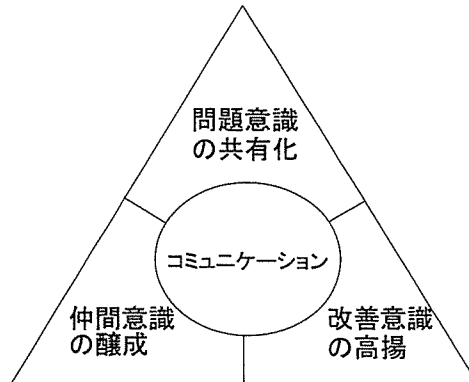 問題意識
の共有化
コミュニケーション
仲間意識
の醸成
改善意識
の高揚